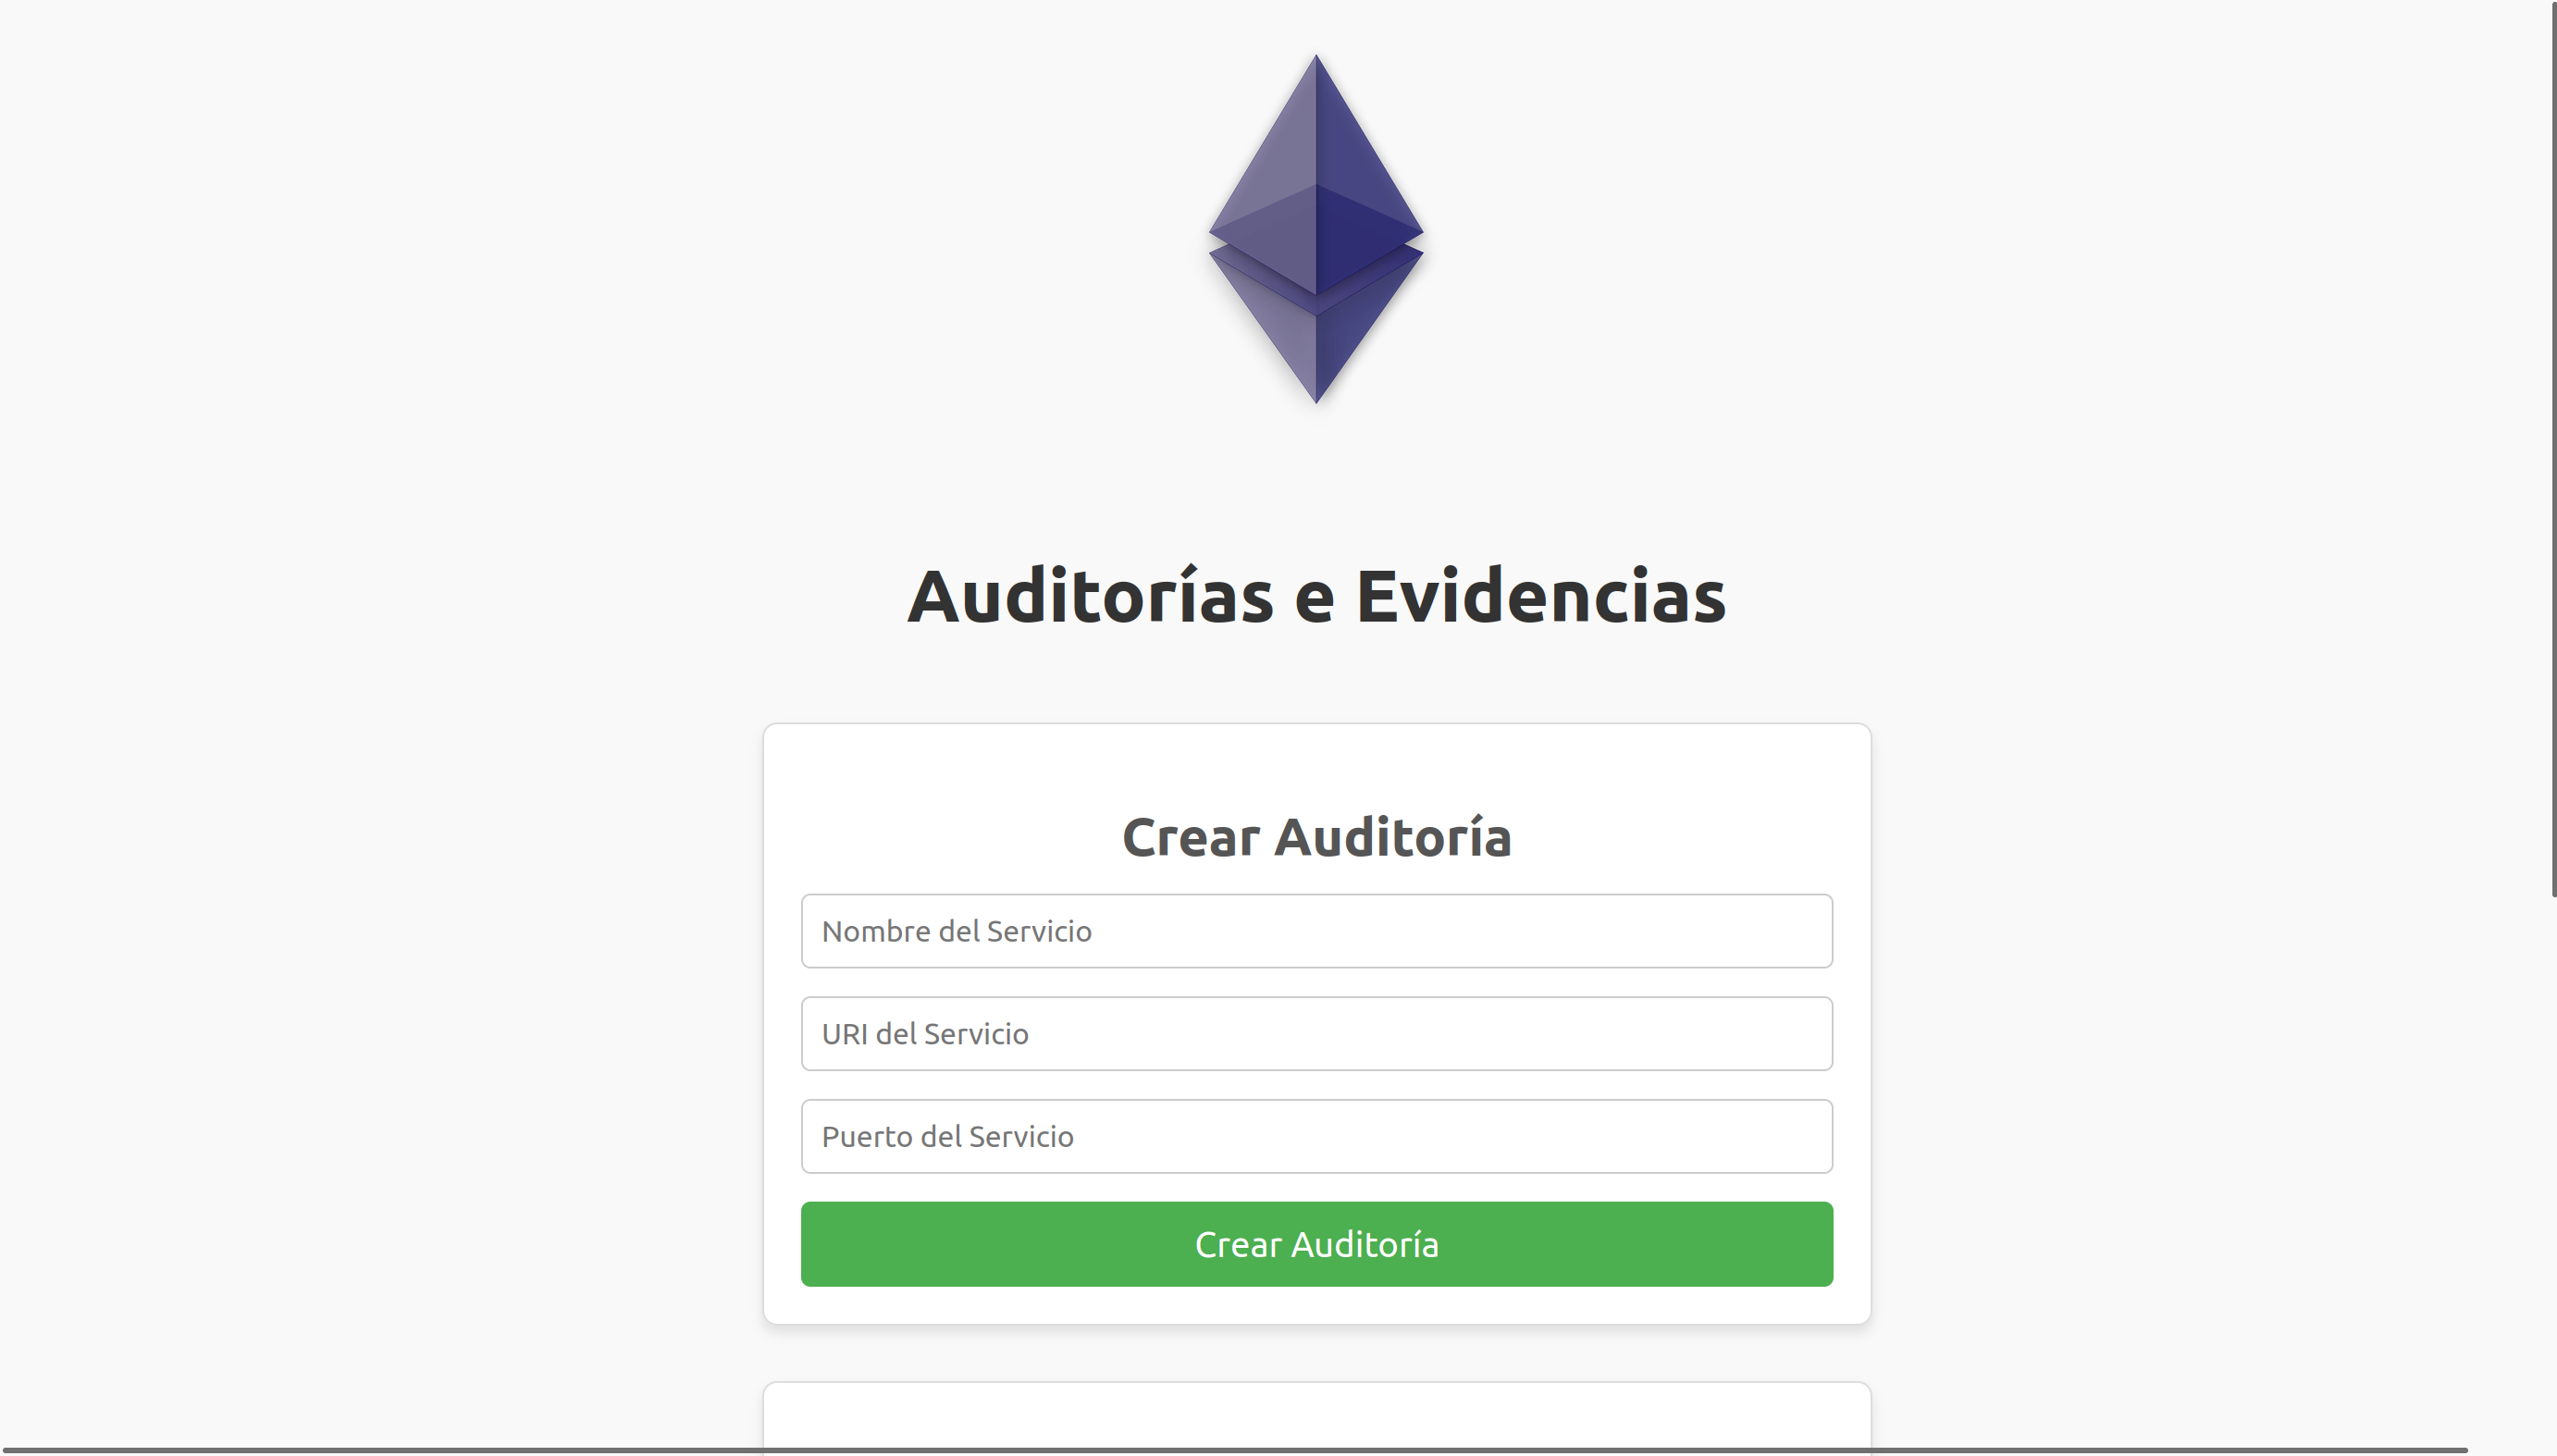 Auditorías e Evidencias
Crear Auditoría
Nombre del Servicio
URI del Servicio
Puerto del Servicio
Crear Auditoría